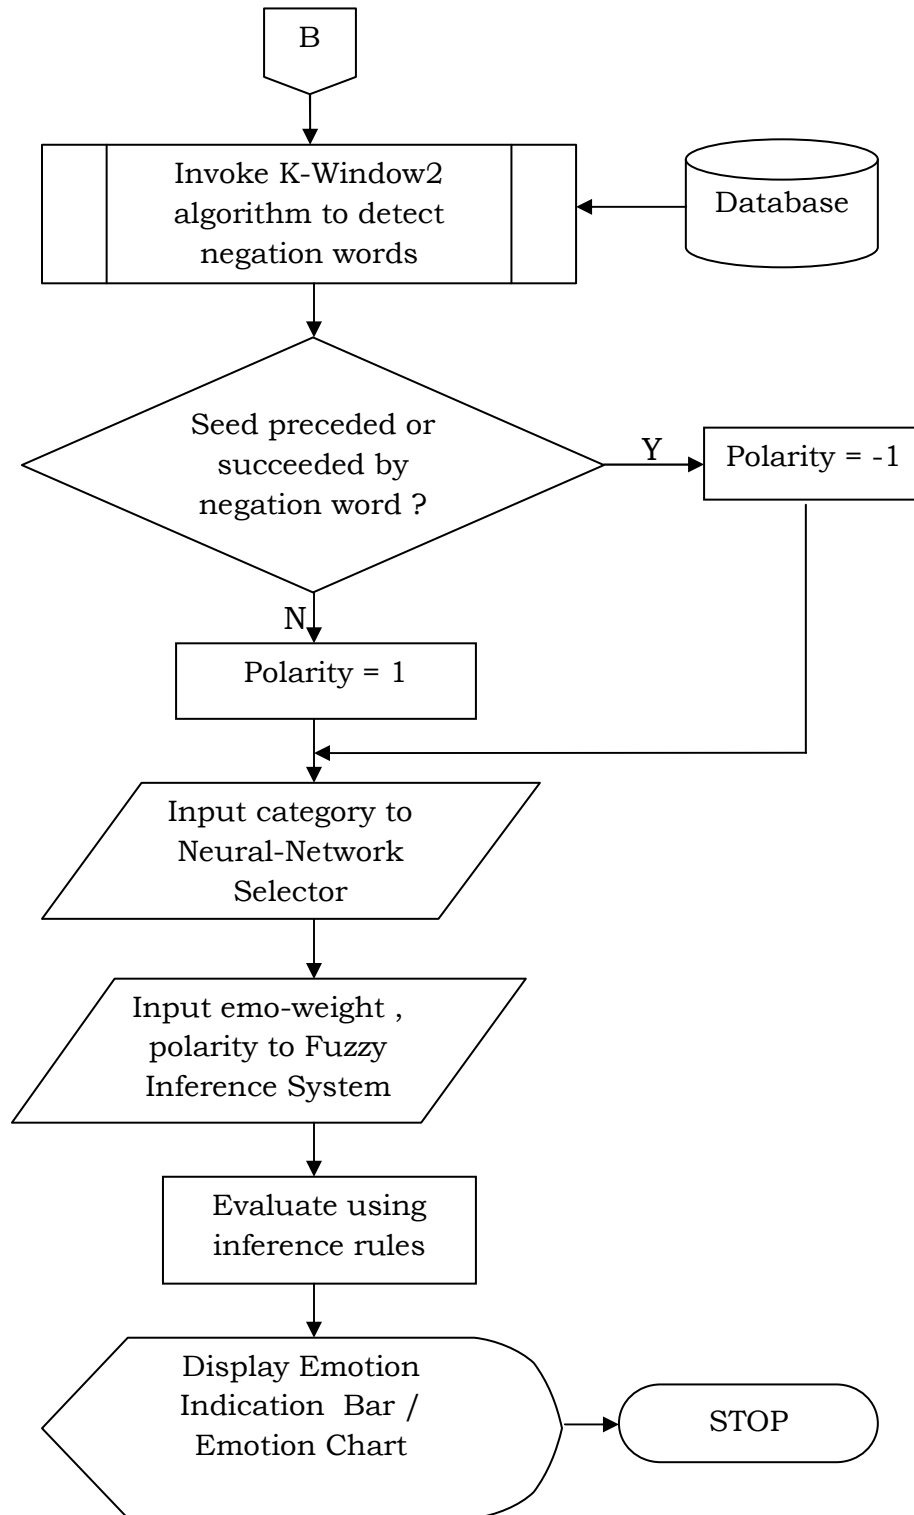 B
Invoke K-Window2
algorithm to detect
negation words
Database
Seed preceded or
succeeded by
negation word ?
Y
Polarity = -1
N
Polarity = 1
Input category to
Neural-Network
Selector
Input emo-weight ,
polarity to Fuzzy
Inference System
Evaluate using
inference rules
Display Emotion
Indication  Bar /
Emotion Chart
STOP